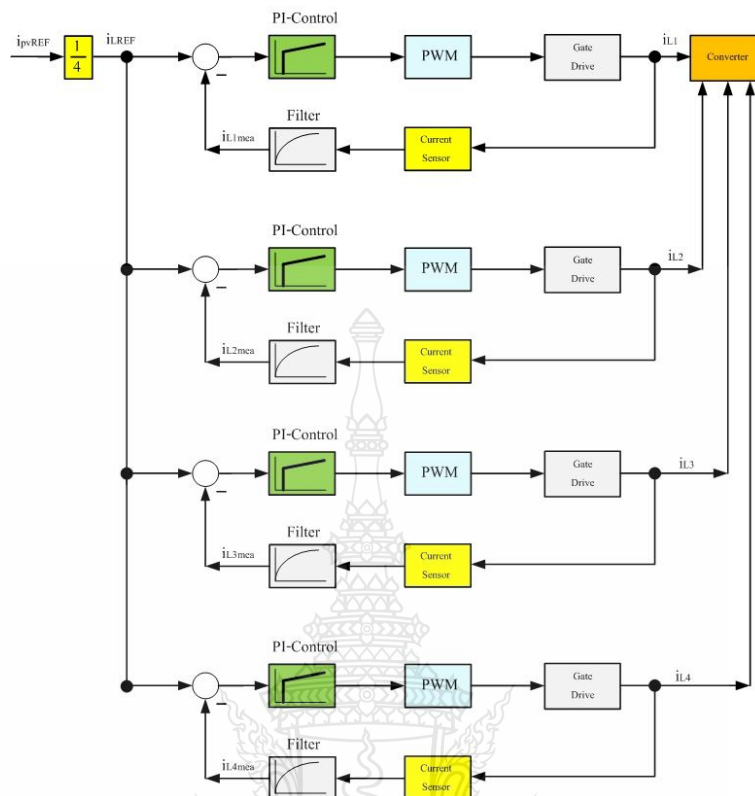 PI-Control
ipvREF
1
4
iLREF
PWM
Gate
Drive
iL1
Converter
Filter
iL1mea
Current
Sensor
PI-Control
PWM
Gate
Drive
iL2
Filter
iL2mea
Current
Sensor
PI-Control
PWM
Gate
Drive
iL3
Filter
iL3mea
Current
Sensor
PI-Control
PWM
Gate
Drive
iL4
Filter
iL4mea
Current
Sensor